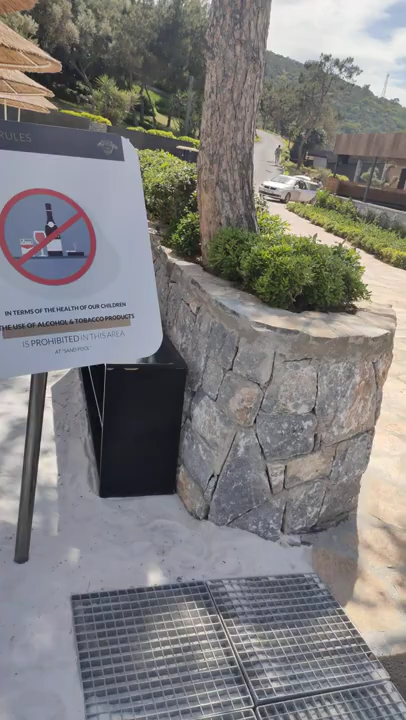 RULES
IN TERMS OF THE HEALTH OF OUR CHILDREN
THE USE OF ALCOHOL & TOBACCO PRODUCTS
IS PROHIBITED IN THIS AREA
AT "SAND POOL"